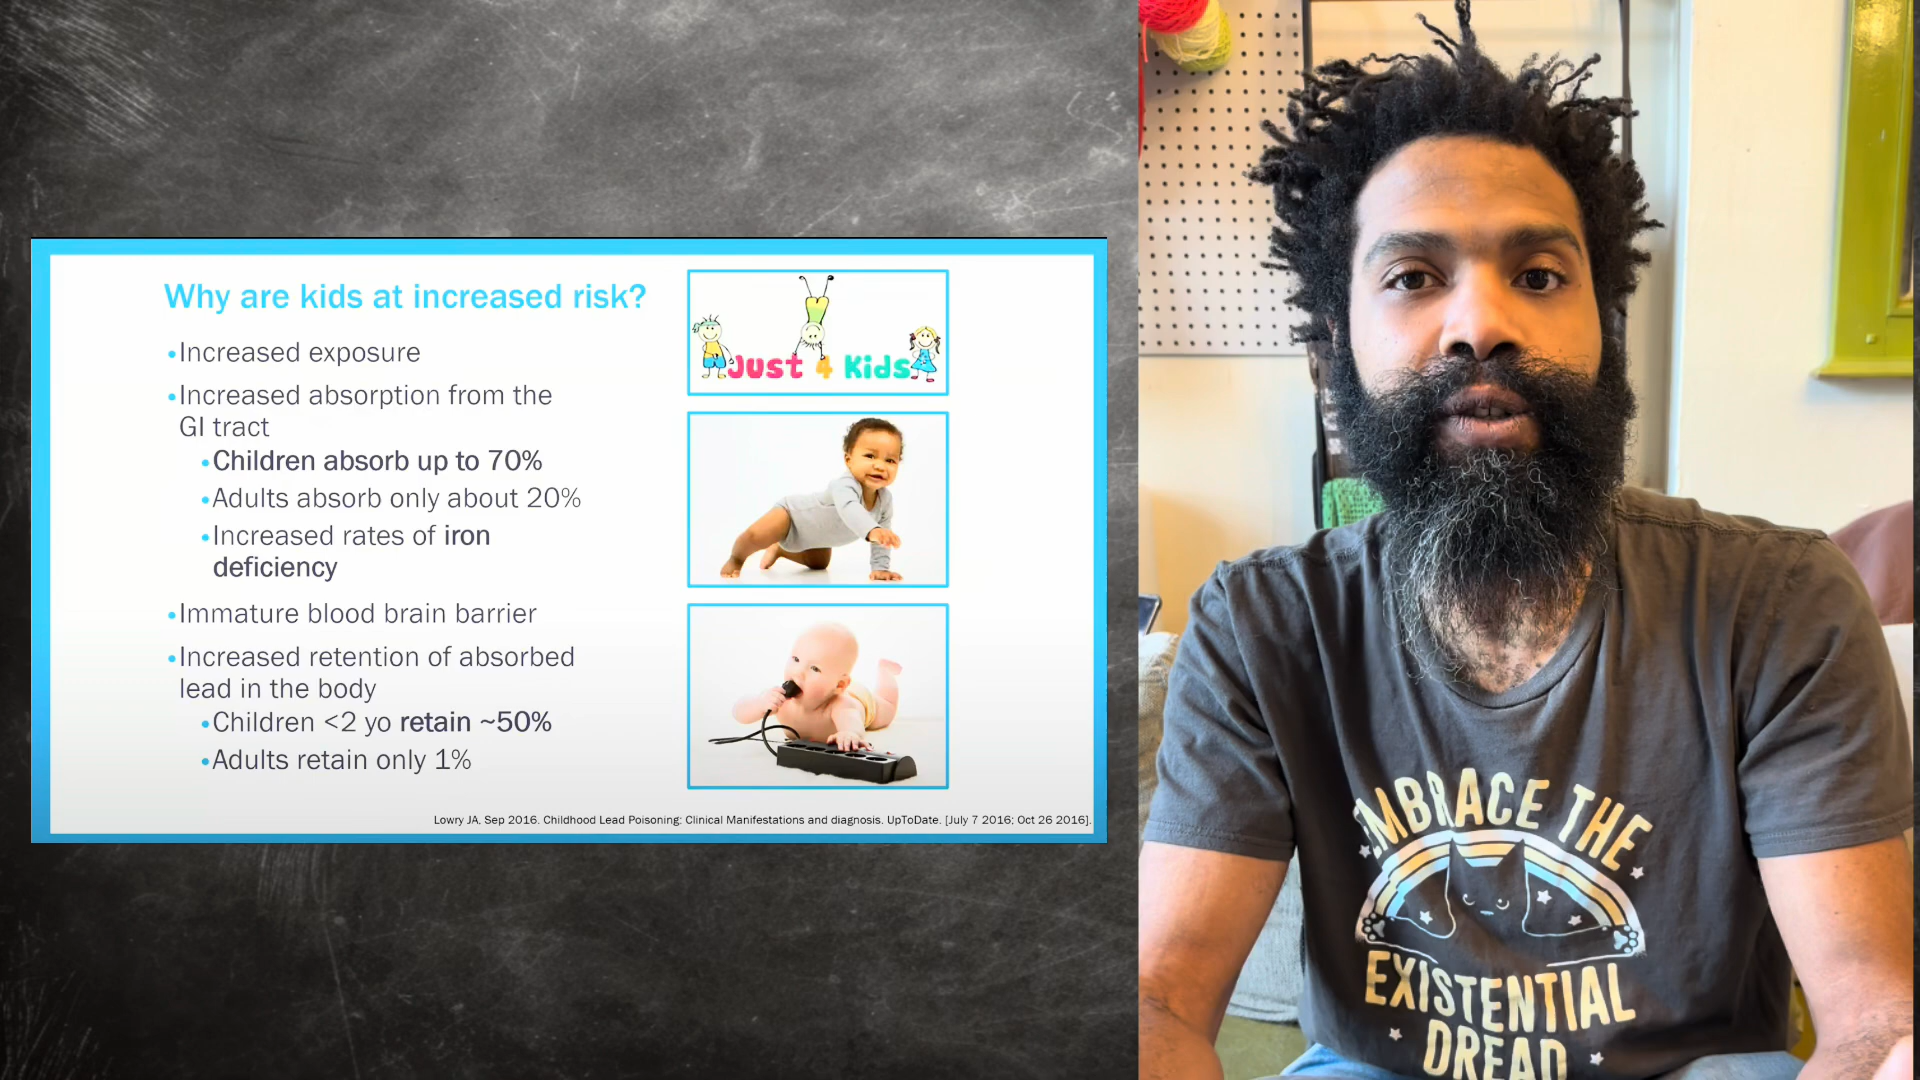 Why are kids at increased risk?
•Increased exposure
•Increased absorption from the
GI tract
•Children absorb up to 70%
•Adults absorb only about 20%
•Increased rates of iron
deficiency
•Immature blood brain barrier
•Increased retention of absorbed
lead in the body
•Children <2 yo retain ~50%
•Adults retain only 1%
Lowry JA, Sep 2016. Childhood Lead Poisoning: Clinical Manifestations and diagnosis. UpToDate. [July 7 2016; Oct 26 2016].
Just 4 Kids
EMBRACE THE
EXISTENTIAL
DREAD